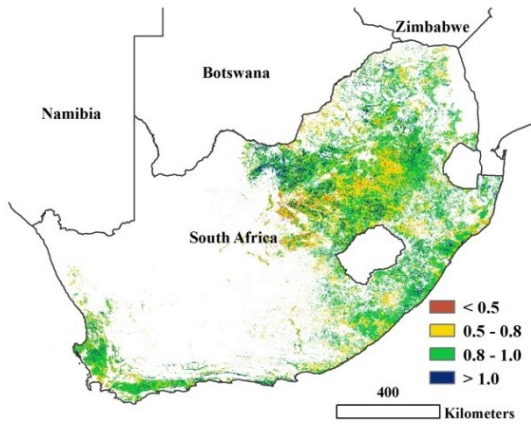 Zimbabwe
Botswana
Namibia
South Africa
< 0.5
0.5 - 0.8
0.8 - 1.0
> 1.0
400
Kilometers